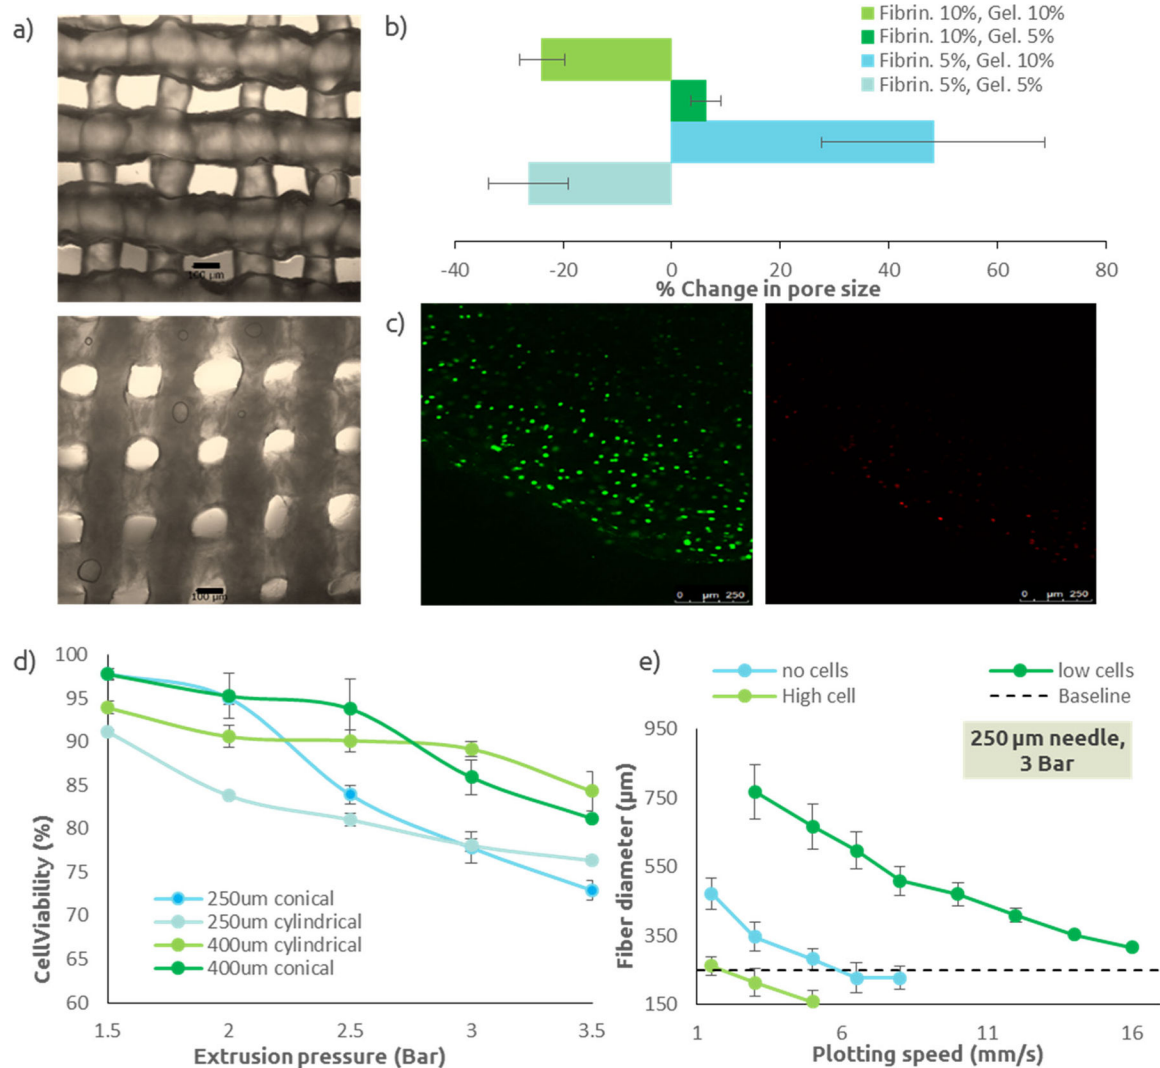 a)
100 µm
100 µm
b)
Fibrin. 10%, Gel. 10%
Fibrin. 10%, Gel. 5%
Fibrin. 5%, Gel. 10%
Fibrin. 5%, Gel. 5%
-40 -20 0 20 40 60 80
% Change in pore size
c)
0 µm 250
0 µm 250
d)
100
95
90
85
80
75
70
65
60
CellViability (%)
250um conical
250um cylindrical
400um cylindrical
400um conical
1.5 2 2.5 3 3.5
Extrusion pressure (Bar)
e)
no cells low cells
High cell Baseline
250 µm needle,
3 Bar
950
750
550
350
150
Fiber diameter (µm)
1 6 11 16
Plotting speed (mm/s)